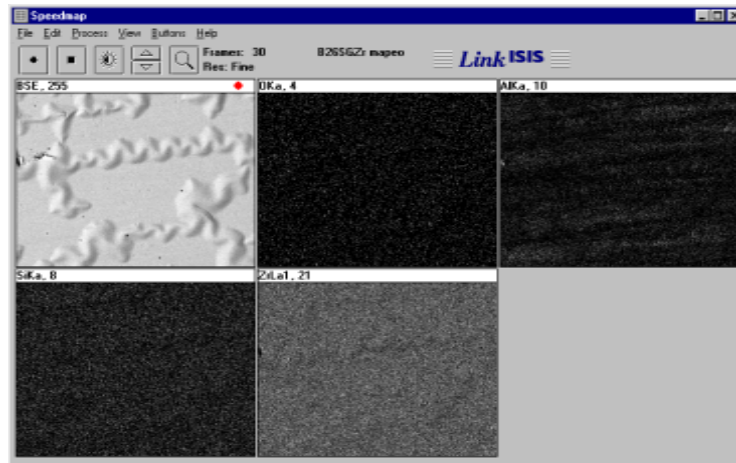 Speedmap
File Edit Process View Buttons Help
Frames: 30
Res: Fine
B26SGZr mapeo
Link ISIS
BSE, 255
OKa, 4
AlKa, 10
SiKa, 8
ZrLa1, 21